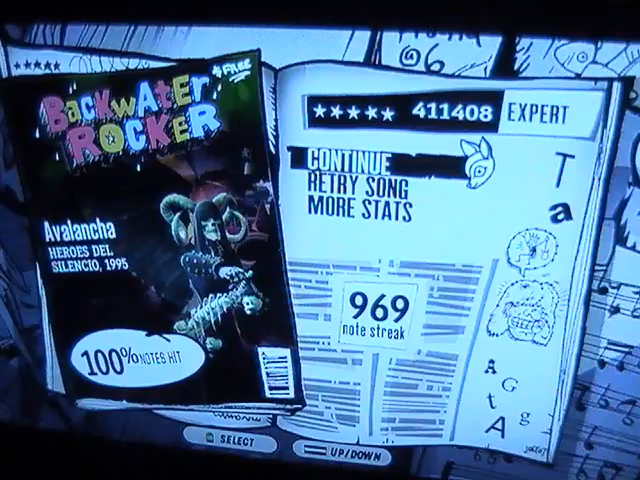 @6
$ FREE
BACKWATER
ROCKER
★★★★★ 411408 EXPERT
CONTINUE
RETRY SONG
MORE STATS
T
a
Avalancha
HEROES DEL
SILENCIO, 1995
969
note streak
100% NOTES HIT
A
G
t
g
A
SELECT
UP/DOWN